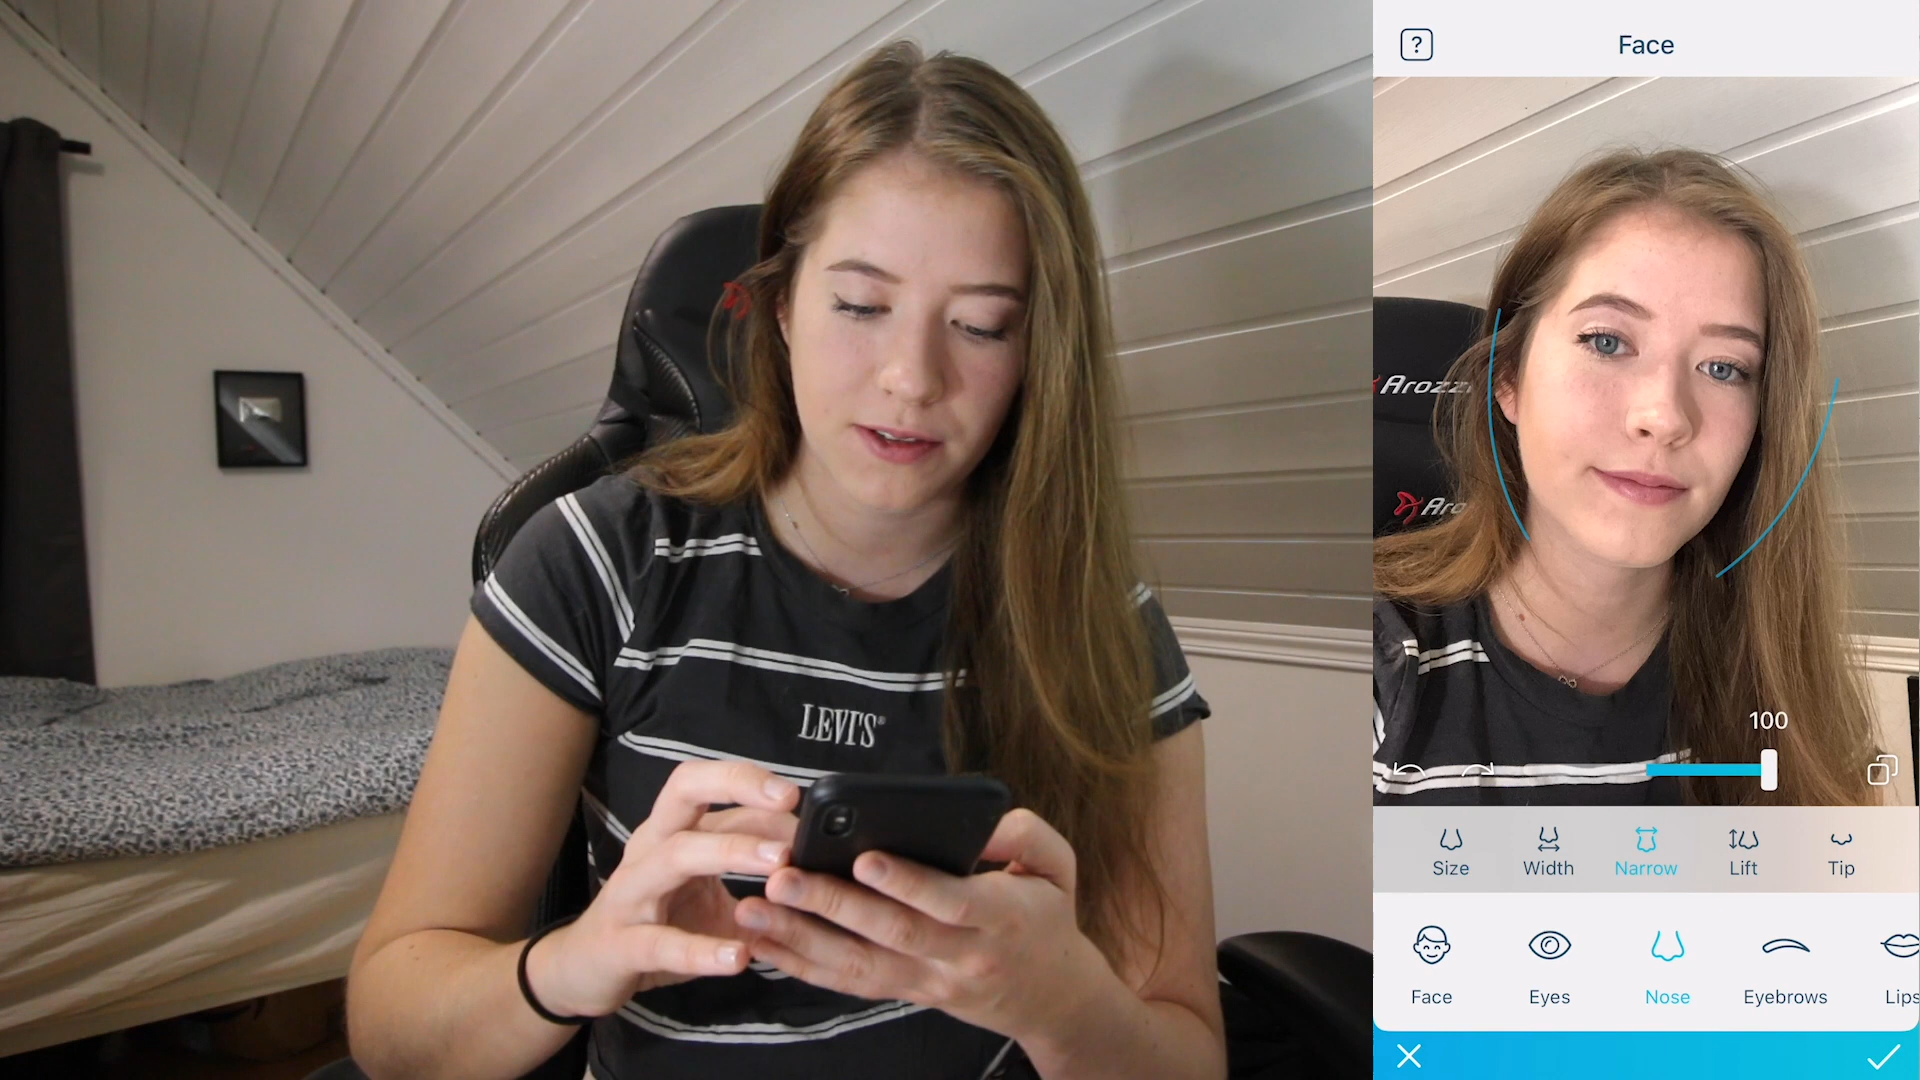 LEVI'S®
?
Face
Arozzi
Aro
100
Size Width Narrow Lift Tip
Face Eyes Nose Eyebrows Lips